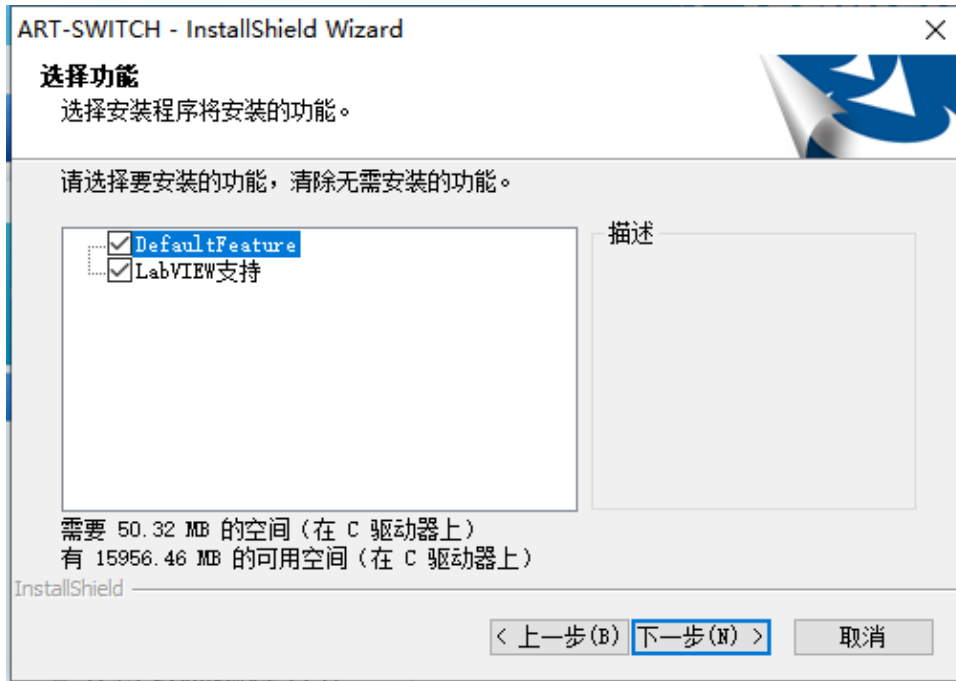 ART-SWITCH - InstallShield Wizard
选择功能
选择安装程序将安装的功能。
请选择要安装的功能，清除无需安装的功能。
DefaultFeature
LabVIEW支持
描述
需要 50.32 MB 的空间（在 C 驱动器上）
有 15956.46 MB 的可用空间（在 C 驱动器上）
InstallShield
< 上一步(B)
下一步(N) >
取消